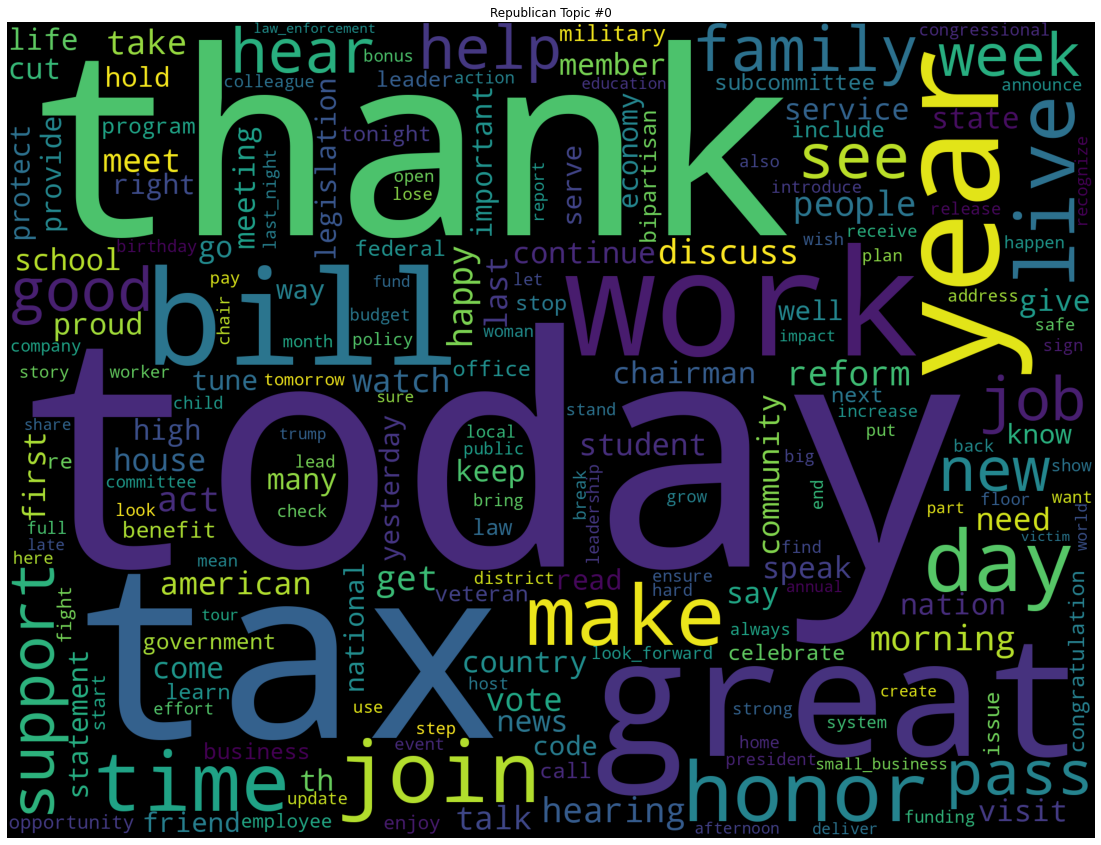 Republican Topic #0
life
take
law_enforcement
bonus
hear
help
military
family
congressional
week
cut
hold
colleague
leader
action
member
education
subcommittee
announce
thank
year
live
protect
provide
program
meet
right
meeting
last_night
legislation
tonight
important
open
lose
report
serve
economy
bipartisan
also
service
include
see
introduce
people
state
release
recognize
birthday
go
federal
happy
last
continue
discuss
wish
receive
plan
happen
school
good
proud
bill
pay
chair
way
month
fund
budget
policy
let
stop
woman
work
well
impact
address
give
safe
sign
company
story
worker
tune
tomorrow
watch
office
chairman
reform
job
share
child
sure
stand
next
increase
know
first
re
high
house
committee
act
today
trump
lead
many
check
yesterday
local
public
keep
bring
law
student
break
leadership
grow
community
big
end
put
back
new
show
floor
want
full
look
late
benefit
here
mean
american
national
get
district
veteran
read
ensure
hard
find
speak
annual
part
need
victim
world
day
nation
support
fight
tax
tour
government
come
learn
effort
statement
start
country
host
make
say
always
look_forward
celebrate
morning
congratulation
use
step
vote
news
great
create
strong
system
issue
business
time
th
update
join
event
code
call
home
president
small_business
pass
opportunity
friend
employee
enjoy
talk
hearing
honor
afternoon
deliver
funding
visit